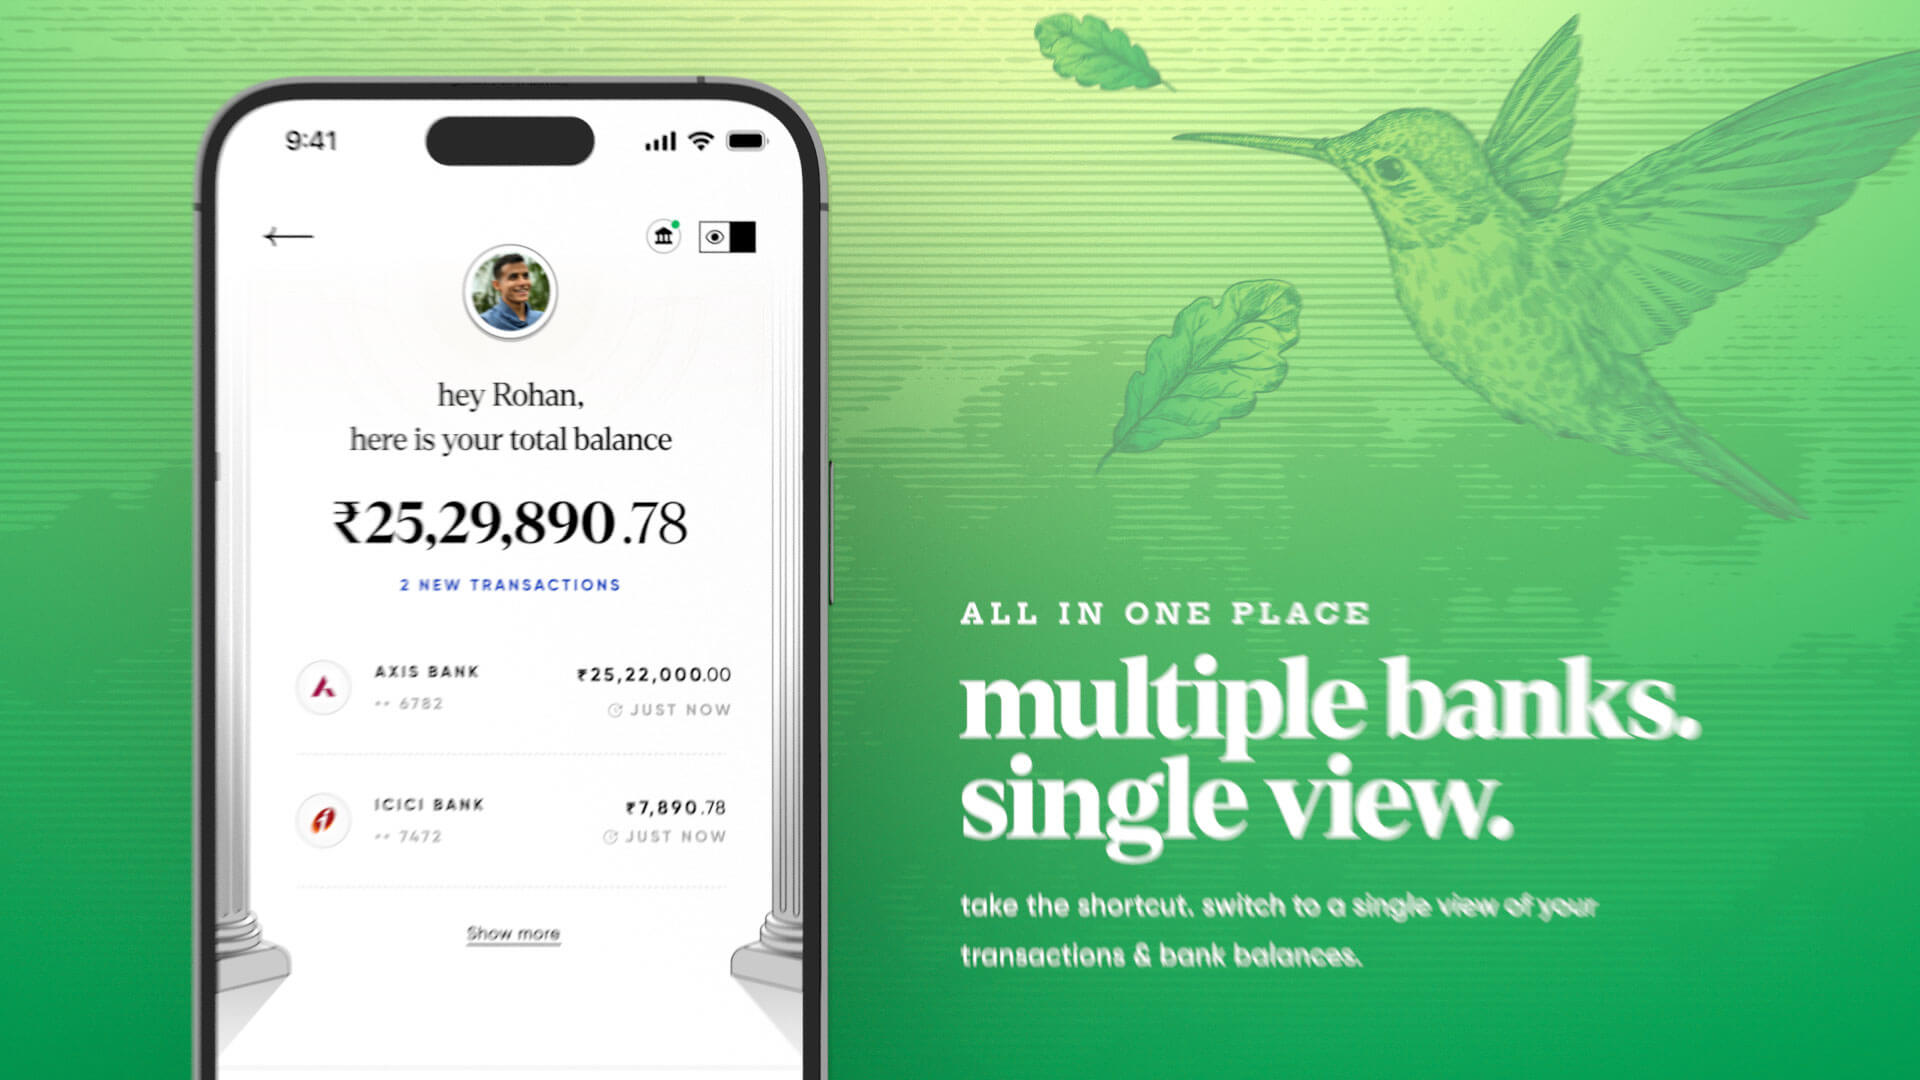 9:41
hey Rohan,
here is your total balance
₹25,29,890.78
2 NEW TRANSACTIONS
AXIS BANK
₹25,22,000.00
•• 6782
JUST NOW
ICICI BANK
₹7,890.78
•• 7472
JUST NOW
Show more
ALL IN ONE PLACE
multiple banks.
single view.
take the shortcut. switch to a single view of your
transactions & bank balances.